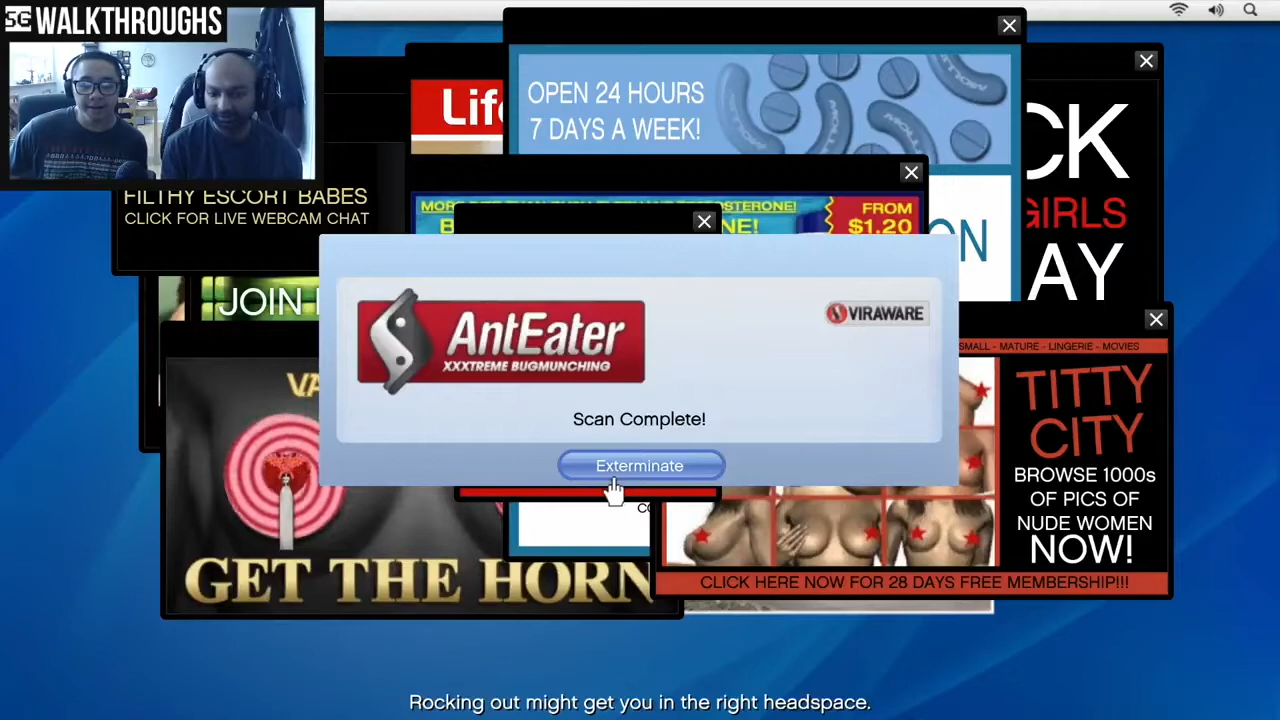 SG WALKTHROUGHS
OPEN 24 HOURS
7 DAYS A WEEK!
CK
GIRLS
AY
FILTHY ESCORT BABES
CLICK FOR LIVE WEBCAM CHAT
JOIN
FROM
$1.20
NE!
ON
AntEater
XXXTREME BUGMUNCHING
VIRAWARE
Scan Complete!
Exterminate
VA
GET THE HORN
SMALL - MATURE - LINGERIE - MOVIES
TITTY
CITY
BROWSE 1000s
OF PICS OF
NUDE WOMEN
NOW!
CLICK HERE NOW FOR 28 DAYS FREE MEMBERSHIP!!!
Rocking out might get you in the right headspace.